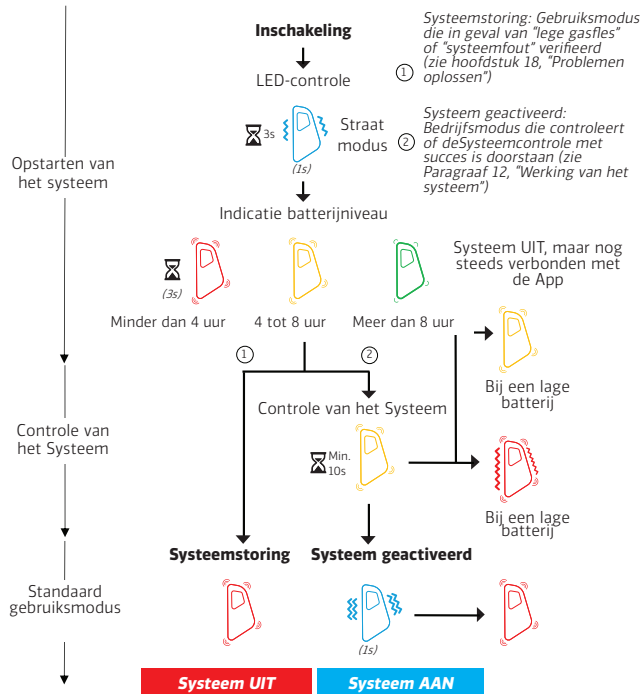 Inschakeling
LED-controle
3s
Straat
modus
(1s)
1
Systeemstoring: Gebruiksmodus
die in geval van "lege gasfles"
of "systeemfout" verifieerd
(zie hoofdstuk 18, "Problemen
oplossen")
2
Systeem geactiveerd:
Bedrijfsmodus die controleert
of deSysteemcontrole met
succes is doorstaan (zie
Paragraaf 12, "Werking van het
systeem")
Opstarten van
het systeem
Indicatie batterijniveau
(3s)
Minder dan 4 uur
4 tot 8 uur
Meer dan 8 uur
Systeem UIT, maar nog
steeds verbonden met
de App
1
2
Bij een lage
batterij
Controle van
het Systeem
Controle van het Systeem
Min.
10s
Bij een lage
batterij
Systeemstoring
Systeem geactiveerd
Standaard
gebruiksmodus
(1s)
Systeem UIT
Systeem AAN